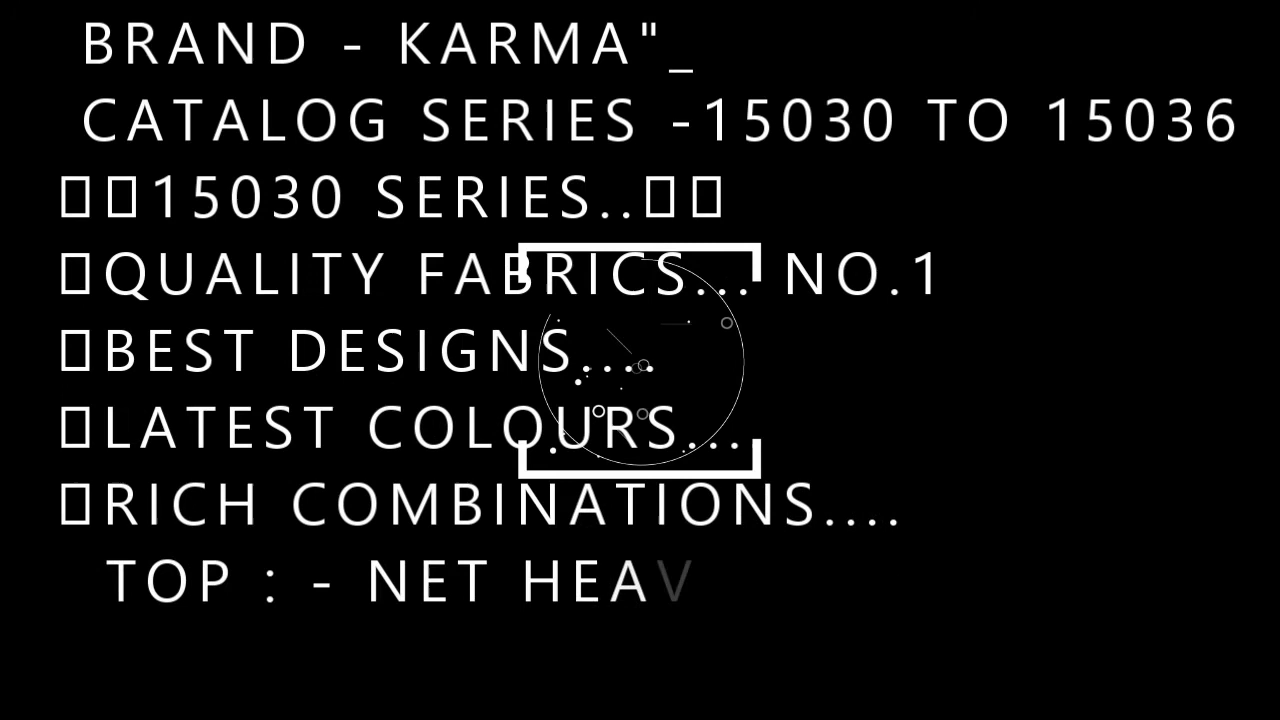 BRAND - KARMA"_
CATALOG SERIES -15030 TO 15036
▯▯15030 SERIES..▯▯
▯QUALITY FABRICS... NO.1
▯BEST DESIGNS....
▯LATEST COLOURS...
▯RICH COMBINATIONS....
TOP : - NET HEAV